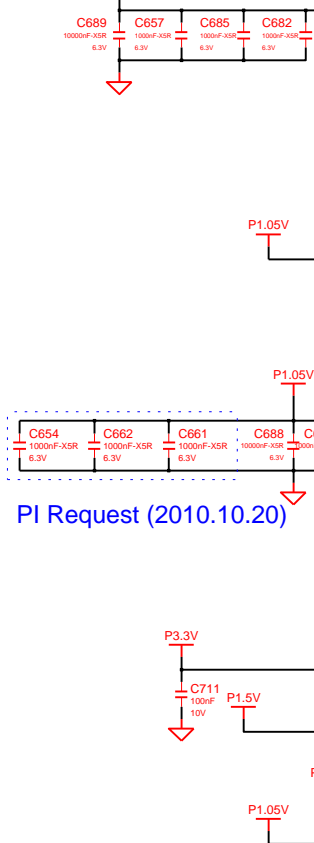 C689 C657 C685 C682
10000nF-X5R 1000nF-X5R 1000nF-X5R 1000nF-X5R
6.3V 6.3V 6.3V 6.3V
P1.05V
P1.05V
C654 C662 C661 C688
1000nF-X5R 1000nF-X5R 1000nF-X5R 10000nF-X5R
6.3V 6.3V 6.3V 6.3V
PI Request (2010.10.20)
P3.3V
C711
100nF
10V
P1.5V
P1.05V